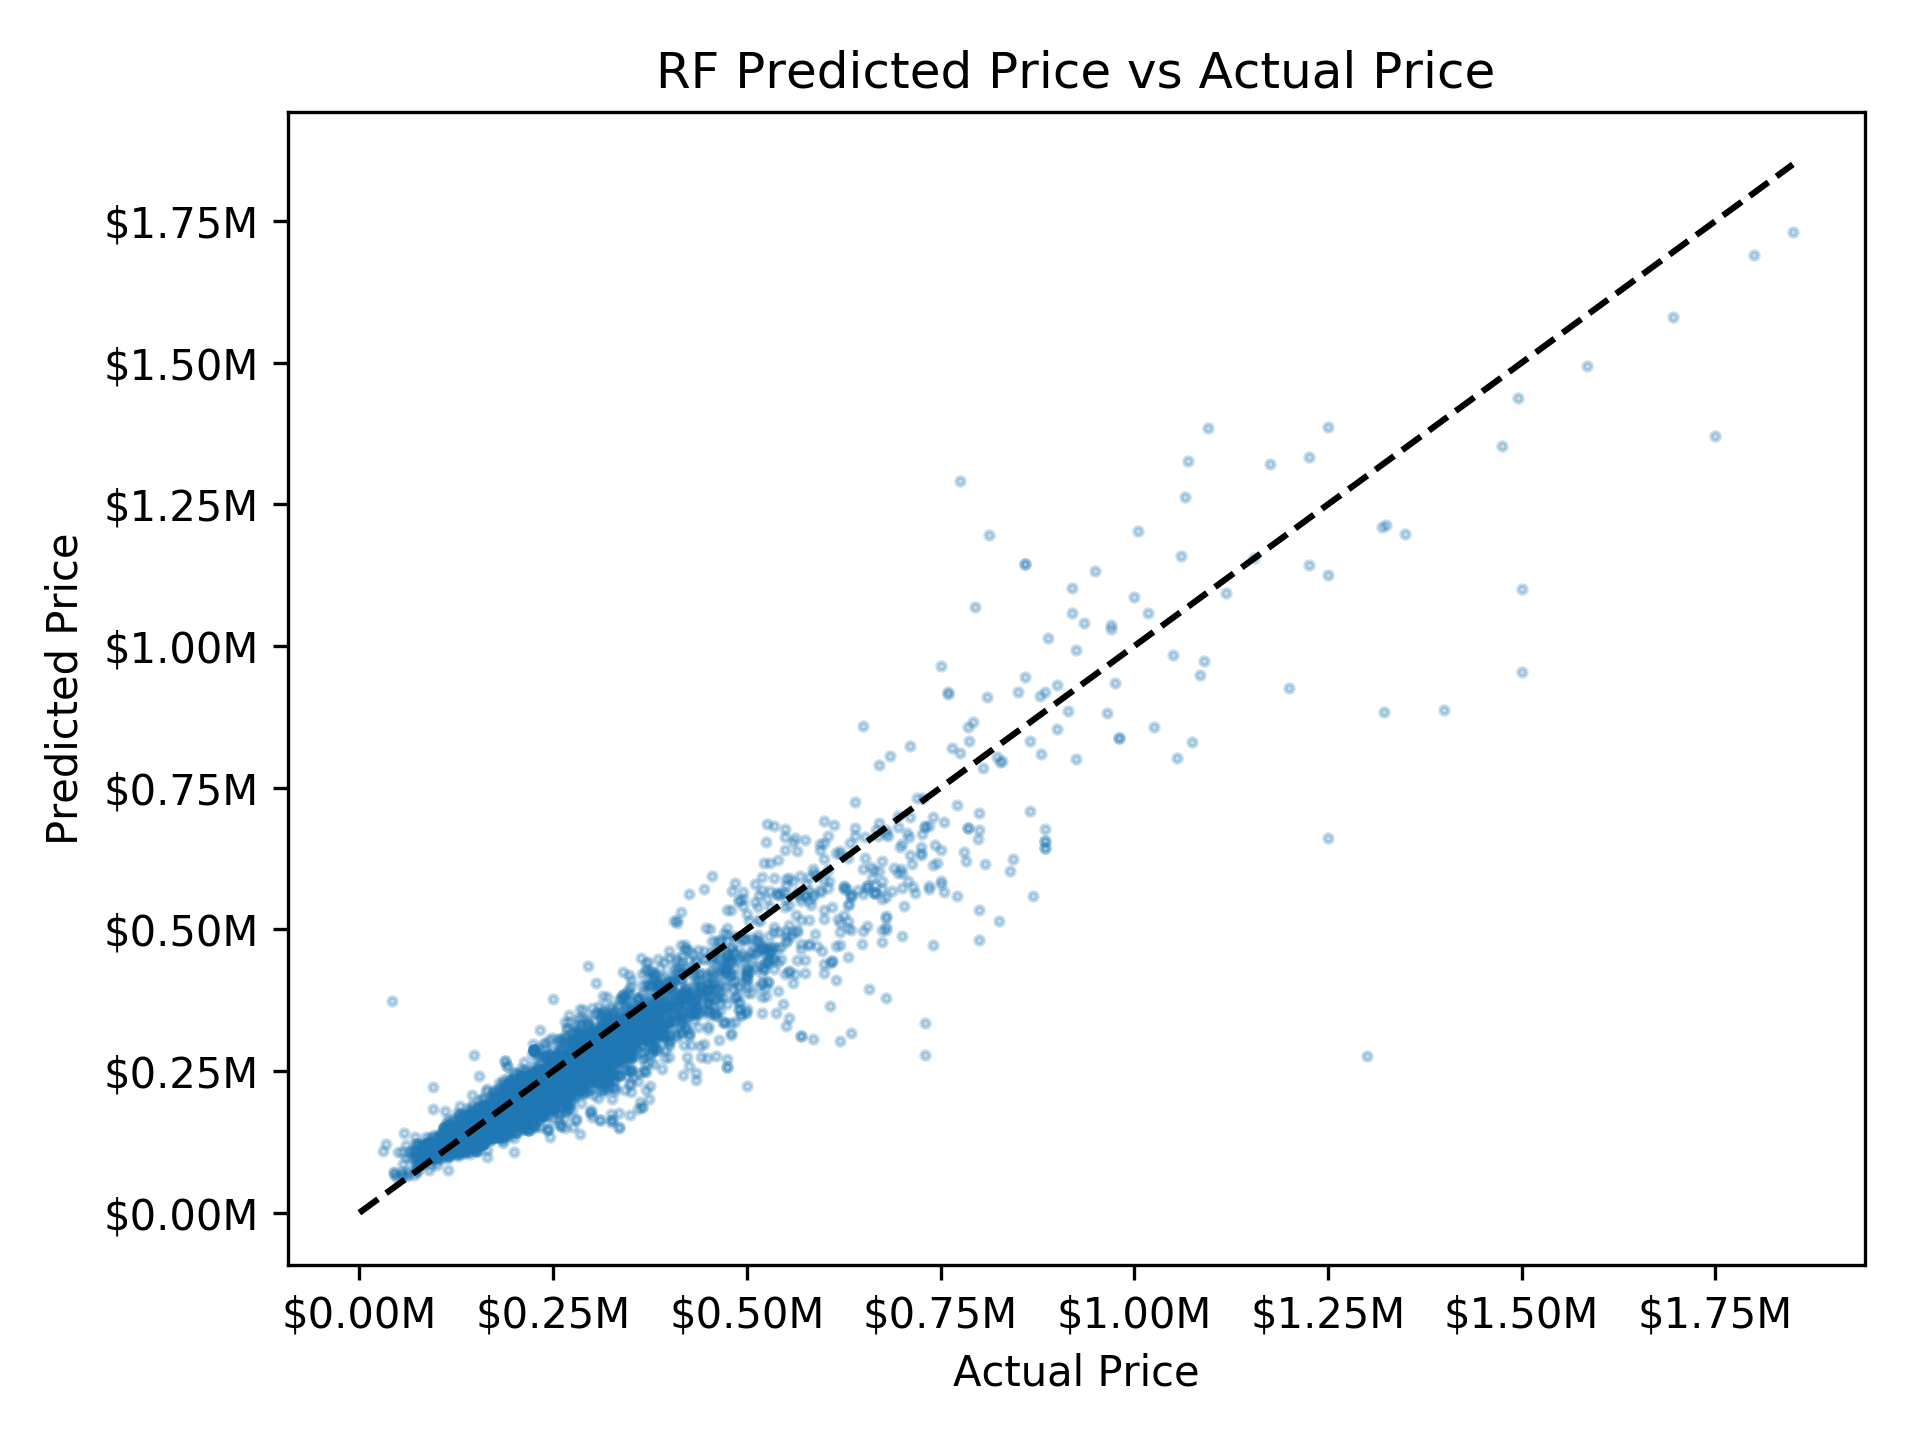 RF Predicted Price vs Actual Price
$1.75M
$1.50M
$1.25M
$1.00M
$0.75M
$0.50M
$0.25M
$0.00M
Predicted Price
$0.00M $0.25M $0.50M $0.75M $1.00M $1.25M $1.50M $1.75M
Actual Price